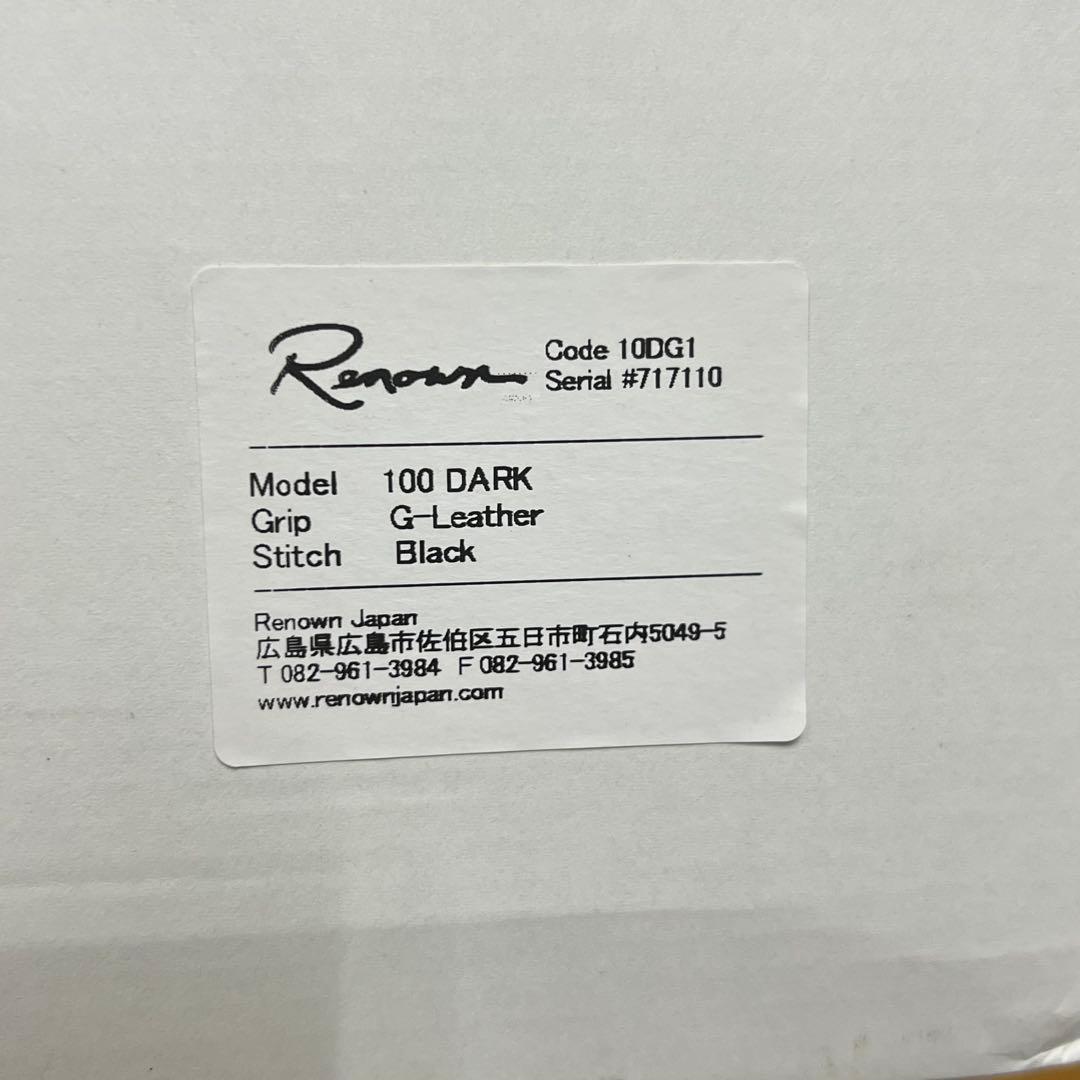 Renown
Code 10DG1
Serial #717110
Model 100 DARK
Grip G-Leather
Stitch Black
Renown Japan
広島県広島市佐伯区五日市町石内5049-5
T 082-961-3984 F 082-961-3985
www.renownjapan.com